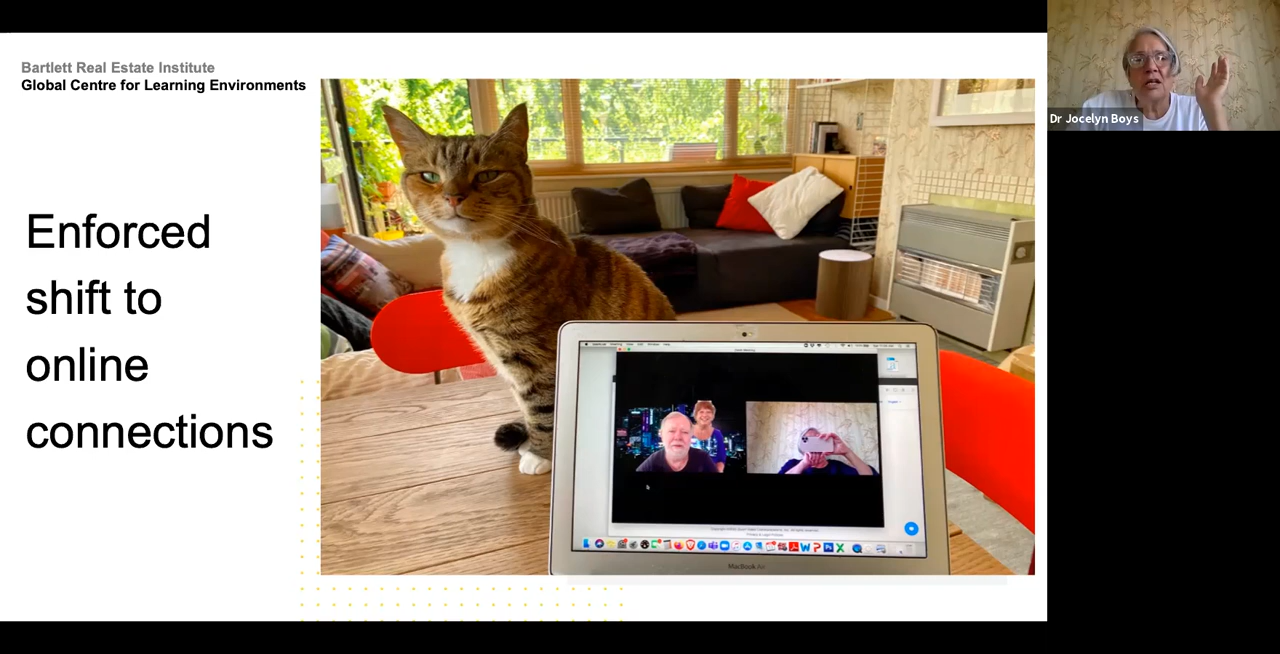 Bartlett Real Estate Institute
Global Centre for Learning Environments
Enforced
shift to
online
connections
Dr Jocelyn Boys
MacBook Air